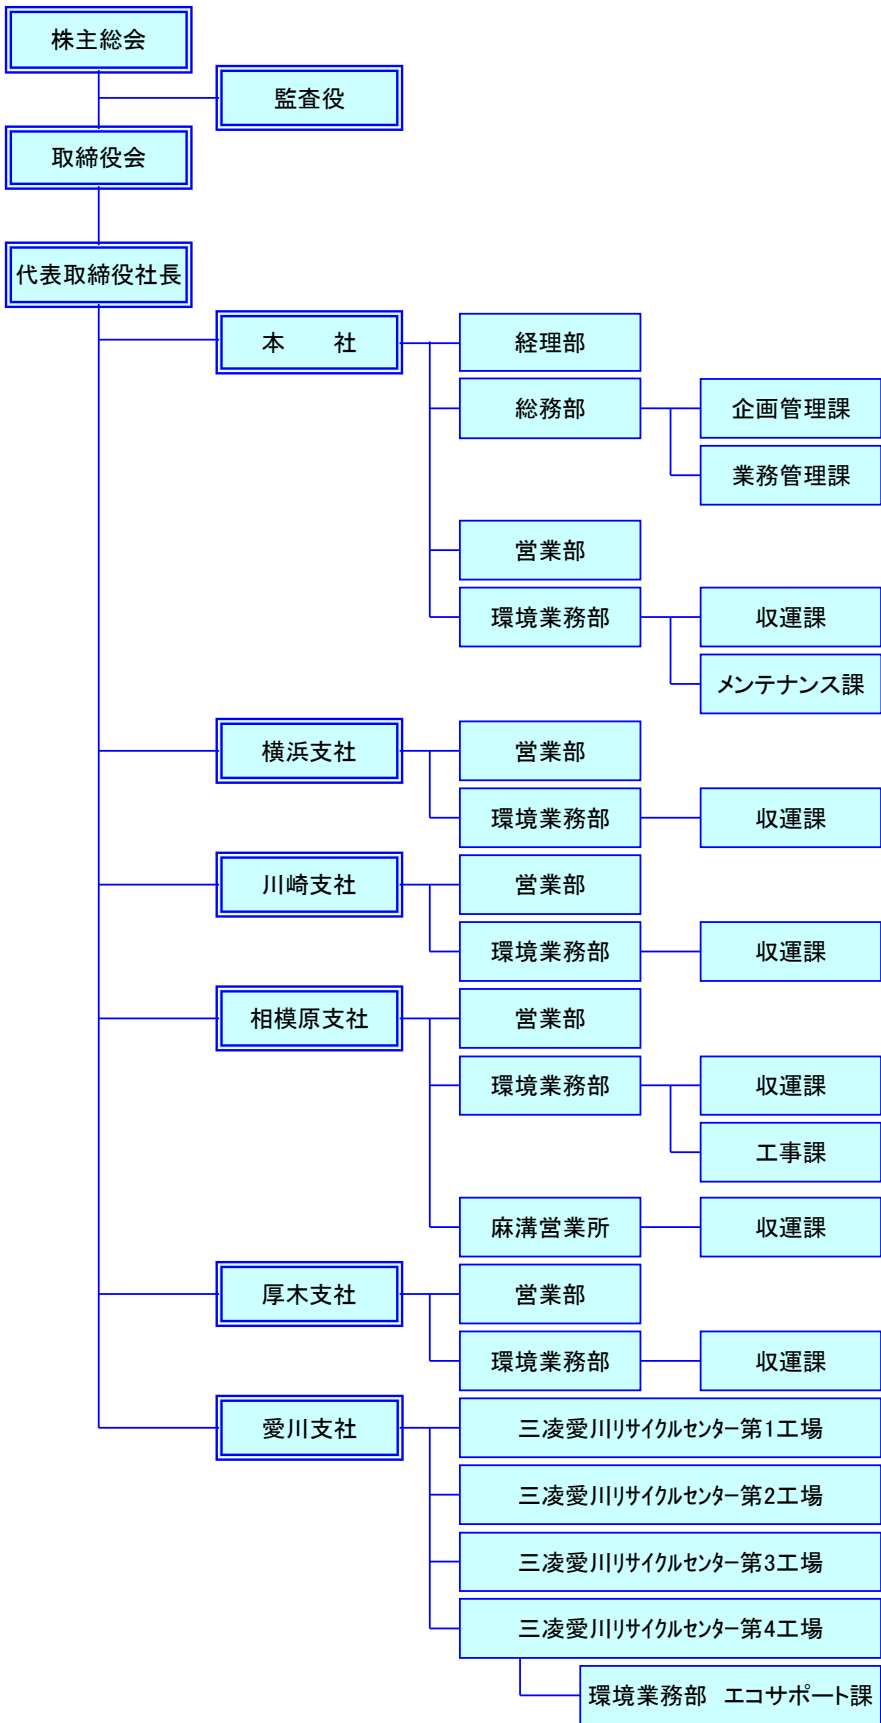 株主総会
監査役
取締役会
代表取締役社長
本　　社
経理部
総務部
企画管理課
業務管理課
営業部
環境業務部
収運課
メンテナンス課
横浜支社
営業部
環境業務部
収運課
川崎支社
営業部
環境業務部
収運課
相模原支社
営業部
環境業務部
収運課
工事課
麻溝営業所
収運課
厚木支社
営業部
環境業務部
収運課
愛川支社
三凌愛川ﾘｻｲｸﾙｾﾝﾀｰ第1工場
三凌愛川ﾘｻｲｸﾙｾﾝﾀｰ第2工場
三凌愛川ﾘｻｲｸﾙｾﾝﾀｰ第3工場
三凌愛川ﾘｻｲｸﾙｾﾝﾀｰ第4工場
環境業務部　エコサポート課